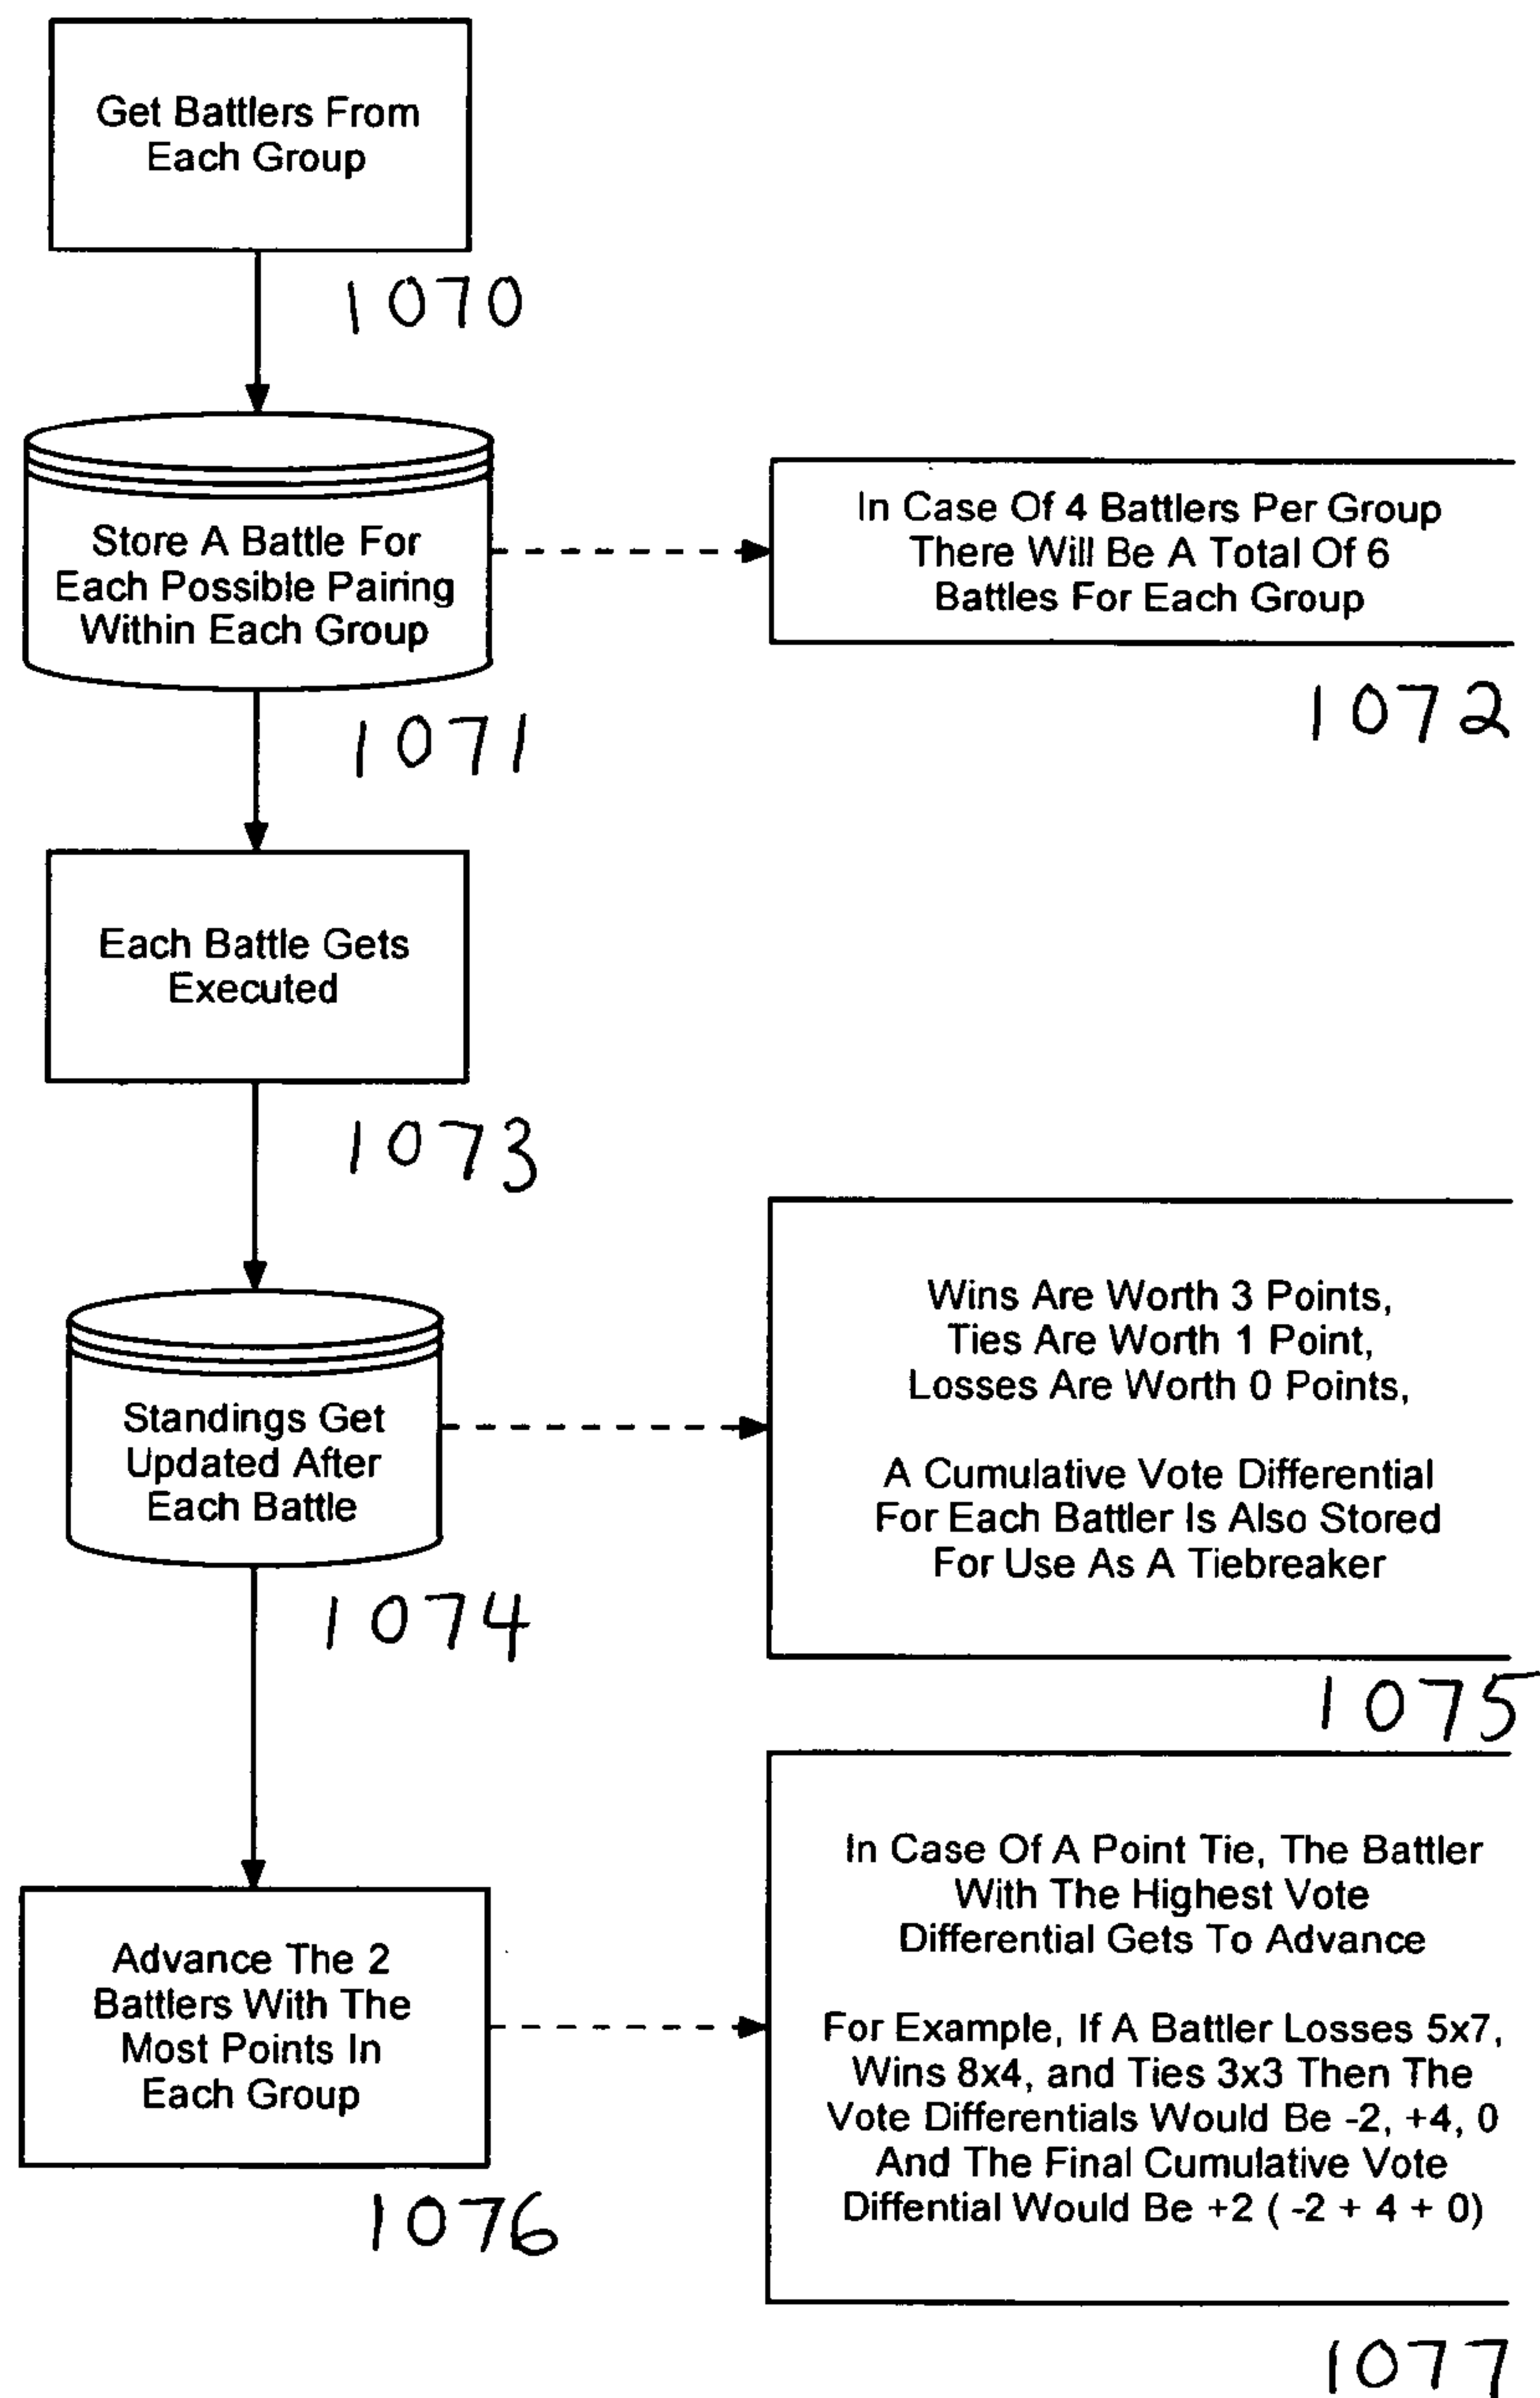 Get Battlers From
Each Group
1070
Store A Battle For
Each Possible Pairing
Within Each Group
1071
In Case Of 4 Battlers Per Group
There Will Be A Total Of 6
Battles For Each Group
1072
Each Battle Gets
Executed
1073
Standings Get
Updated After
Each Battle
1074
Wins Are Worth 3 Points,
Ties Are Worth 1 Point,
Losses Are Worth 0 Points,
A Cumulative Vote Differential
For Each Battler Is Also Stored
For Use As A Tiebreaker
1075
Advance The 2
Battlers With The
Most Points In
Each Group
1076
In Case Of A Point Tie, The Battler
With The Highest Vote
Differential Gets To Advance
For Example, If A Battler Losses 5x7,
Wins 8x4, and Ties 3x3 Then The
Vote Differentials Would Be -2, +4, 0
And The Final Cumulative Vote
Diffential Would Be +2 ( -2 + 4 + 0)
1077